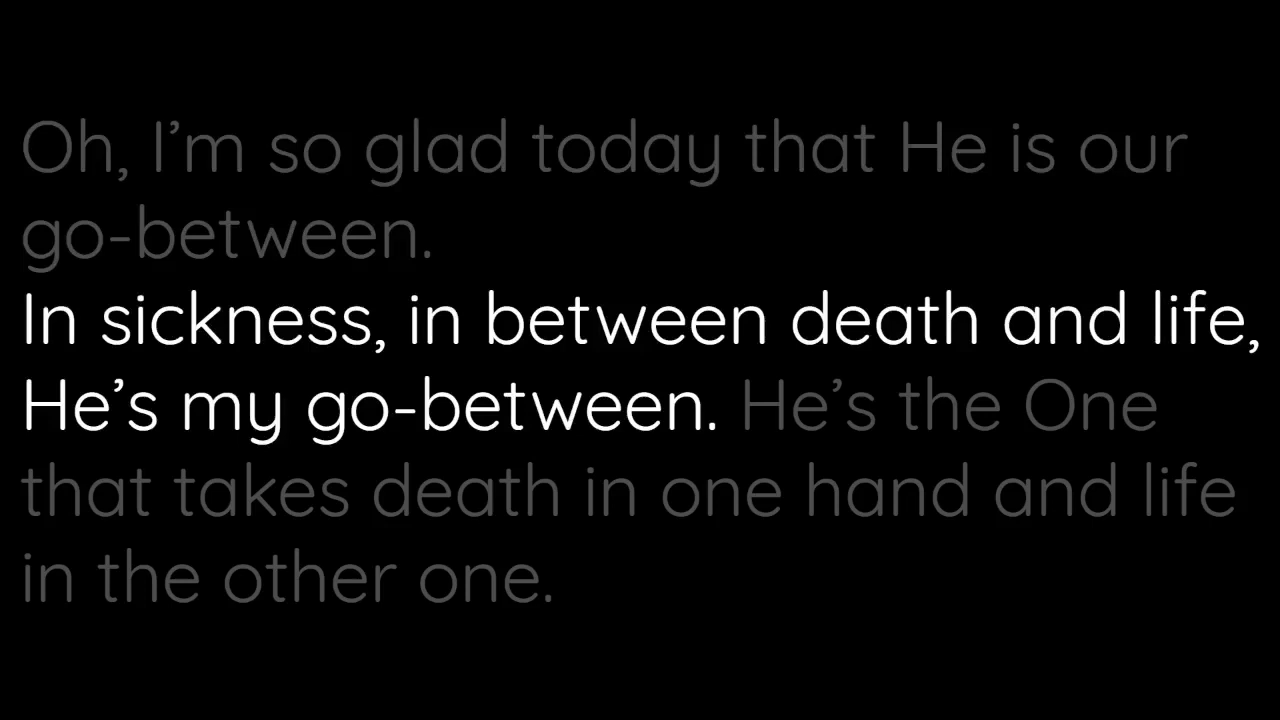 Oh, I’m so glad today that He is our
go-between.
In sickness, in between death and life,
He’s my go-between. He’s the One
that takes death in one hand and life
in the other one.